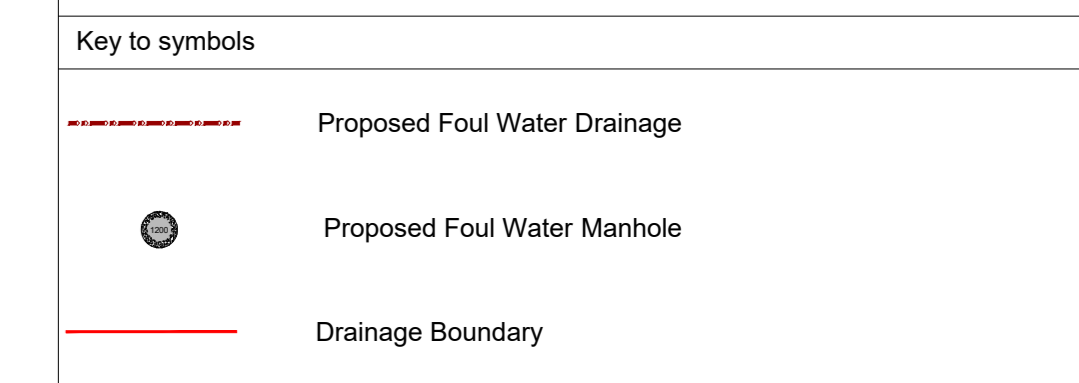 Key to symbols
Proposed Foul Water Drainage
1200
Proposed Foul Water Manhole
Drainage Boundary